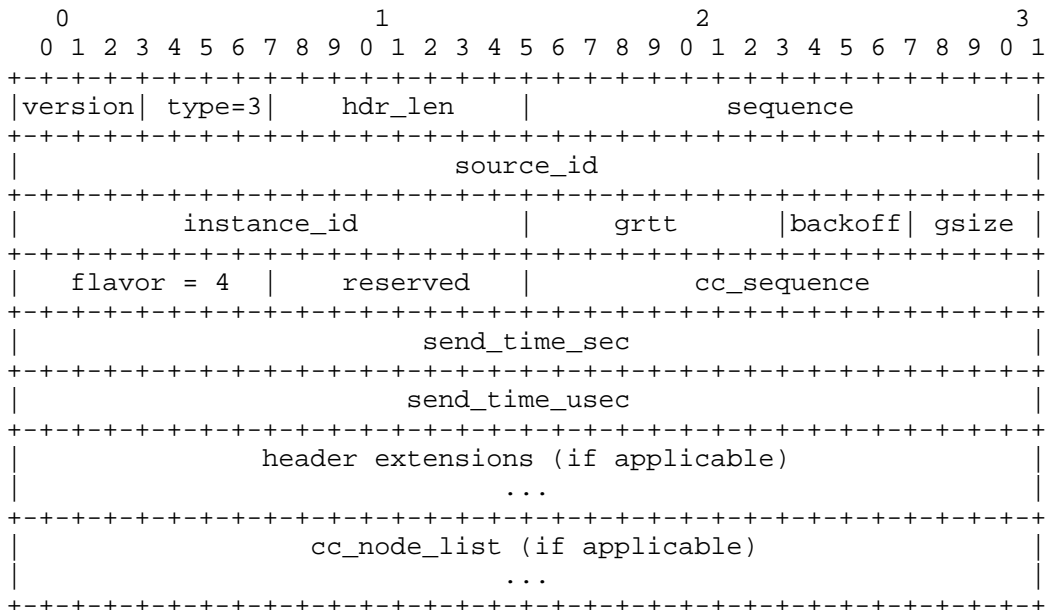 0                   1                   2                   3
    0 1 2 3 4 5 6 7 8 9 0 1 2 3 4 5 6 7 8 9 0 1 2 3 4 5 6 7 8 9 0 1
   +-+-+-+-+-+-+-+-+-+-+-+-+-+-+-+-+-+-+-+-+-+-+-+-+-+-+-+-+-+-+-+-+
   |version| type=3|    hdr_len    |            sequence           |
   +-+-+-+-+-+-+-+-+-+-+-+-+-+-+-+-+-+-+-+-+-+-+-+-+-+-+-+-+-+-+-+-+
   |                           source_id                           |
   +-+-+-+-+-+-+-+-+-+-+-+-+-+-+-+-+-+-+-+-+-+-+-+-+-+-+-+-+-+-+-+-+
   |          instance_id          |     grtt      |backoff| gsize |
   +-+-+-+-+-+-+-+-+-+-+-+-+-+-+-+-+-+-+-+-+-+-+-+-+-+-+-+-+-+-+-+-+
   |   flavor = 4  |    reserved   |          cc_sequence          |
   +-+-+-+-+-+-+-+-+-+-+-+-+-+-+-+-+-+-+-+-+-+-+-+-+-+-+-+-+-+-+-+-+
   |                         send_time_sec                         |
   +-+-+-+-+-+-+-+-+-+-+-+-+-+-+-+-+-+-+-+-+-+-+-+-+-+-+-+-+-+-+-+-+
   |                        send_time_usec                         |
   +-+-+-+-+-+-+-+-+-+-+-+-+-+-+-+-+-+-+-+-+-+-+-+-+-+-+-+-+-+-+-+-+
   |               header extensions (if applicable)               |
   |                              ...                              |
   +-+-+-+-+-+-+-+-+-+-+-+-+-+-+-+-+-+-+-+-+-+-+-+-+-+-+-+-+-+-+-+-+
   |                  cc_node_list (if applicable)                 |
   |                              ...                              |
   +-+-+-+-+-+-+-+-+-+-+-+-+-+-+-+-+-+-+-+-+-+-+-+-+-+-+-+-+-+-+-+-+